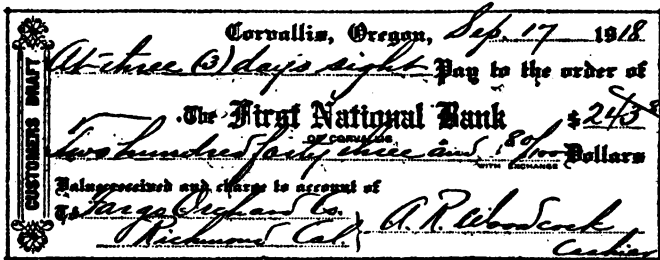 CUSTOMERS DRAFT
Corvallis, Oregon, Sep. 17 1918
At three (3) days sight Pay to the order of
The First National Bank $243 80
OF CORVALLIS
Two hundred forty three and 80/100 Dollars
WITH EXCHANGE
Value received and charge to account of
To Fargo Orchard Co.
Richmond Cal. A. R. Woodcock
Cashier